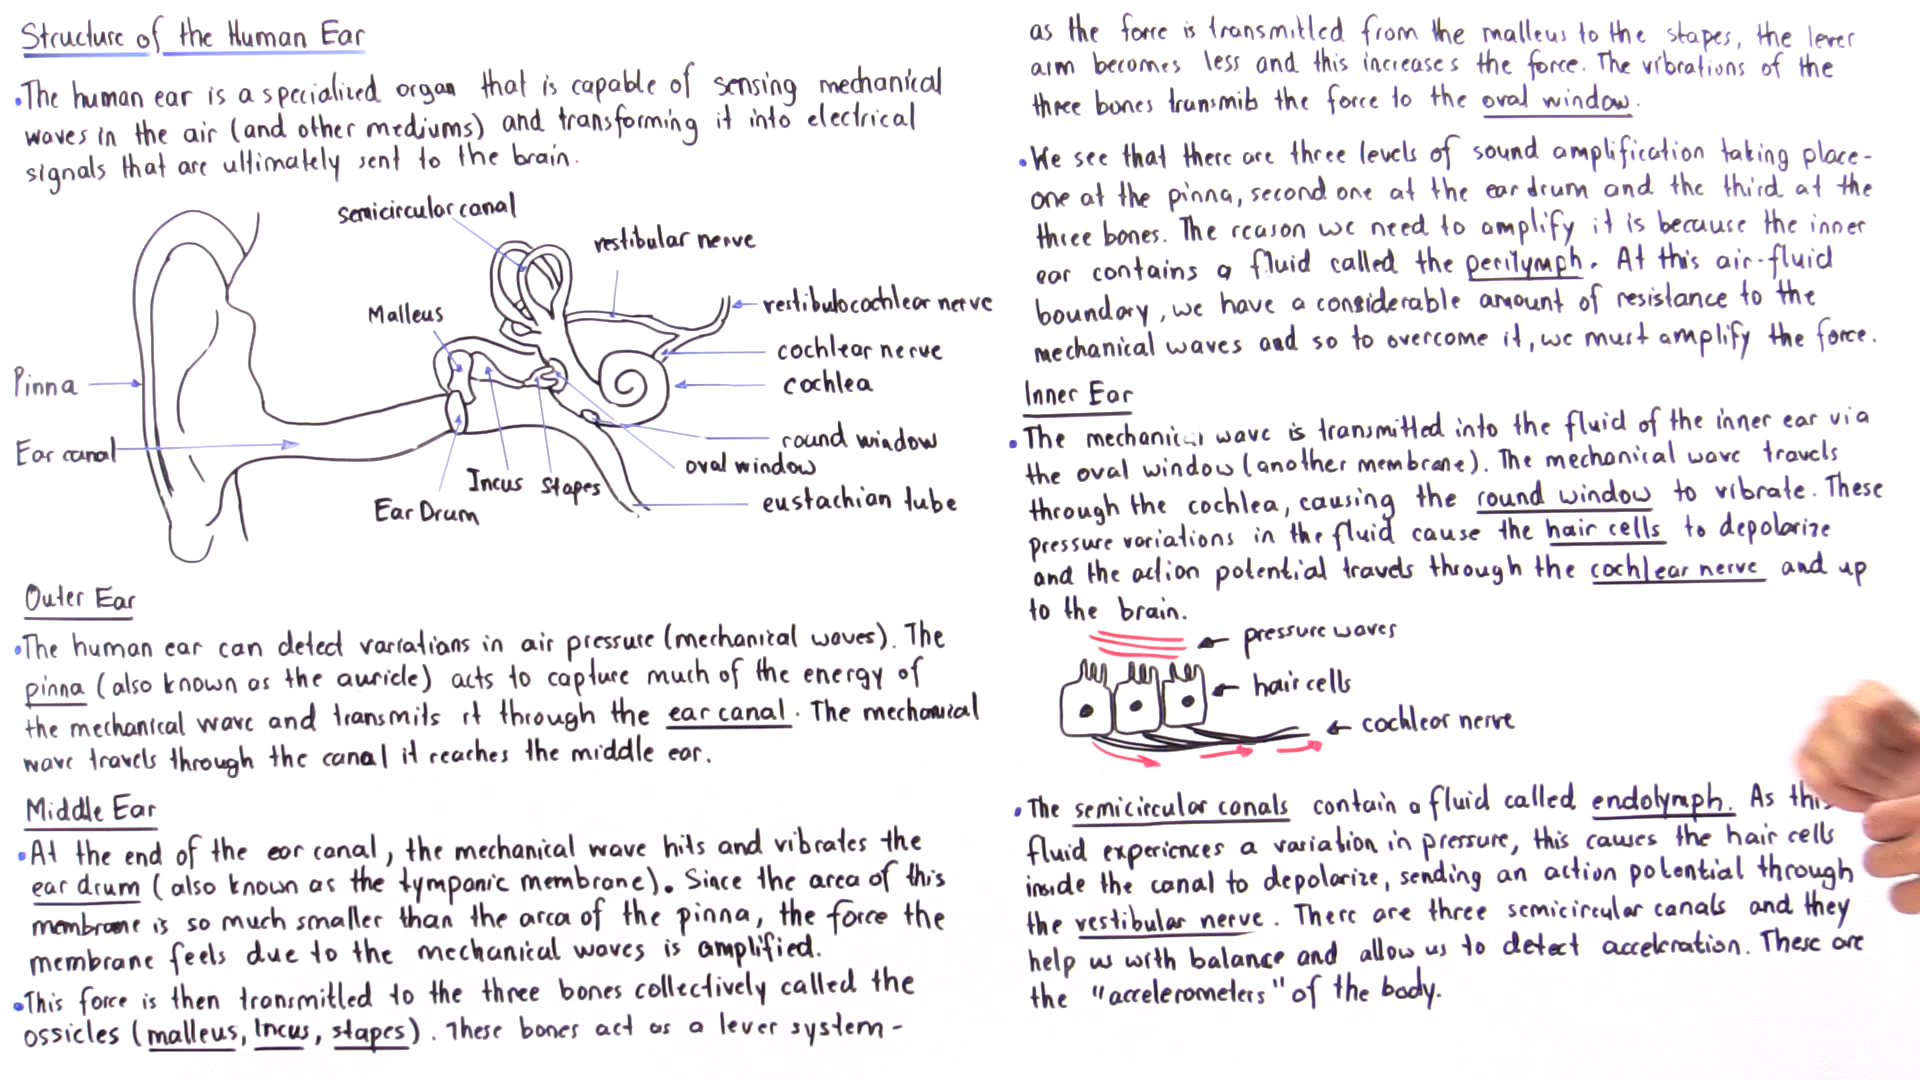 Structure of the Human Ear
•The human ear is a specialized organ that is capable of sensing mechanical
waves in the air (and other mediums) and transforming it into electrical
signals that are ultimately sent to the brain.
semicircular canal
vestibular nerve
Malleus
vestibulocochlear nerve
cochlear nerve
Pinna
cochlea
Ear canal
round window
oval window
Incus
stapes
eustachian tube
Ear Drum
Outer Ear
•The human ear can detect variations in air pressure (mechanical waves). The
pinna (also known as the auricle) acts to capture much of the energy of
the mechanical wave and transmits it through the ear canal. The mechanical
wave travels through the canal it reaches the middle ear.
Middle Ear
•At the end of the ear canal, the mechanical wave hits and vibrates the
ear drum (also known as the tympanic membrane). Since the area of this
membrane is so much smaller than the area of the pinna, the force the
membrane feels due to the mechanical waves is amplified.
•This force is then transmitted to the three bones collectively called the
ossicles (malleus, Incus, stapes). These bones act as a lever system-
as the force is transmitted from the malleus to the stapes, the lever
arm becomes less and this increases the force. The vibrations of the
three bones transmit the force to the oval window.
•We see that there are three levels of sound amplification taking place-
one at the pinna, second one at the ear drum and the third at the
three bones. The reason we need to amplify it is because the inner
ear contains a fluid called the perilymph. At this air-fluid
boundary, we have a considerable amount of resistance to the
mechanical waves and so to overcome it, we must amplify the force.
Inner Ear
•The mechanical wave is transmitted into the fluid of the inner ear via
the oval window (another membrane). The mechanical wave travels
through the cochlea, causing the round window to vibrate. These
pressure variations in the fluid cause the hair cells to depolarize
and the action potential travels through the cochlear nerve and up
to the brain.
pressure waves
hair cells
cochlear nerve
•The semicircular canals contain a fluid called endolymph. As this
fluid experiences a variation in pressure, this causes the hair cells
inside the canal to depolarize, sending an action potential through
the vestibular nerve. There are three semicircular canals and they
help us with balance and allow us to detect acceleration. These are
the "accelerometers" of the body.